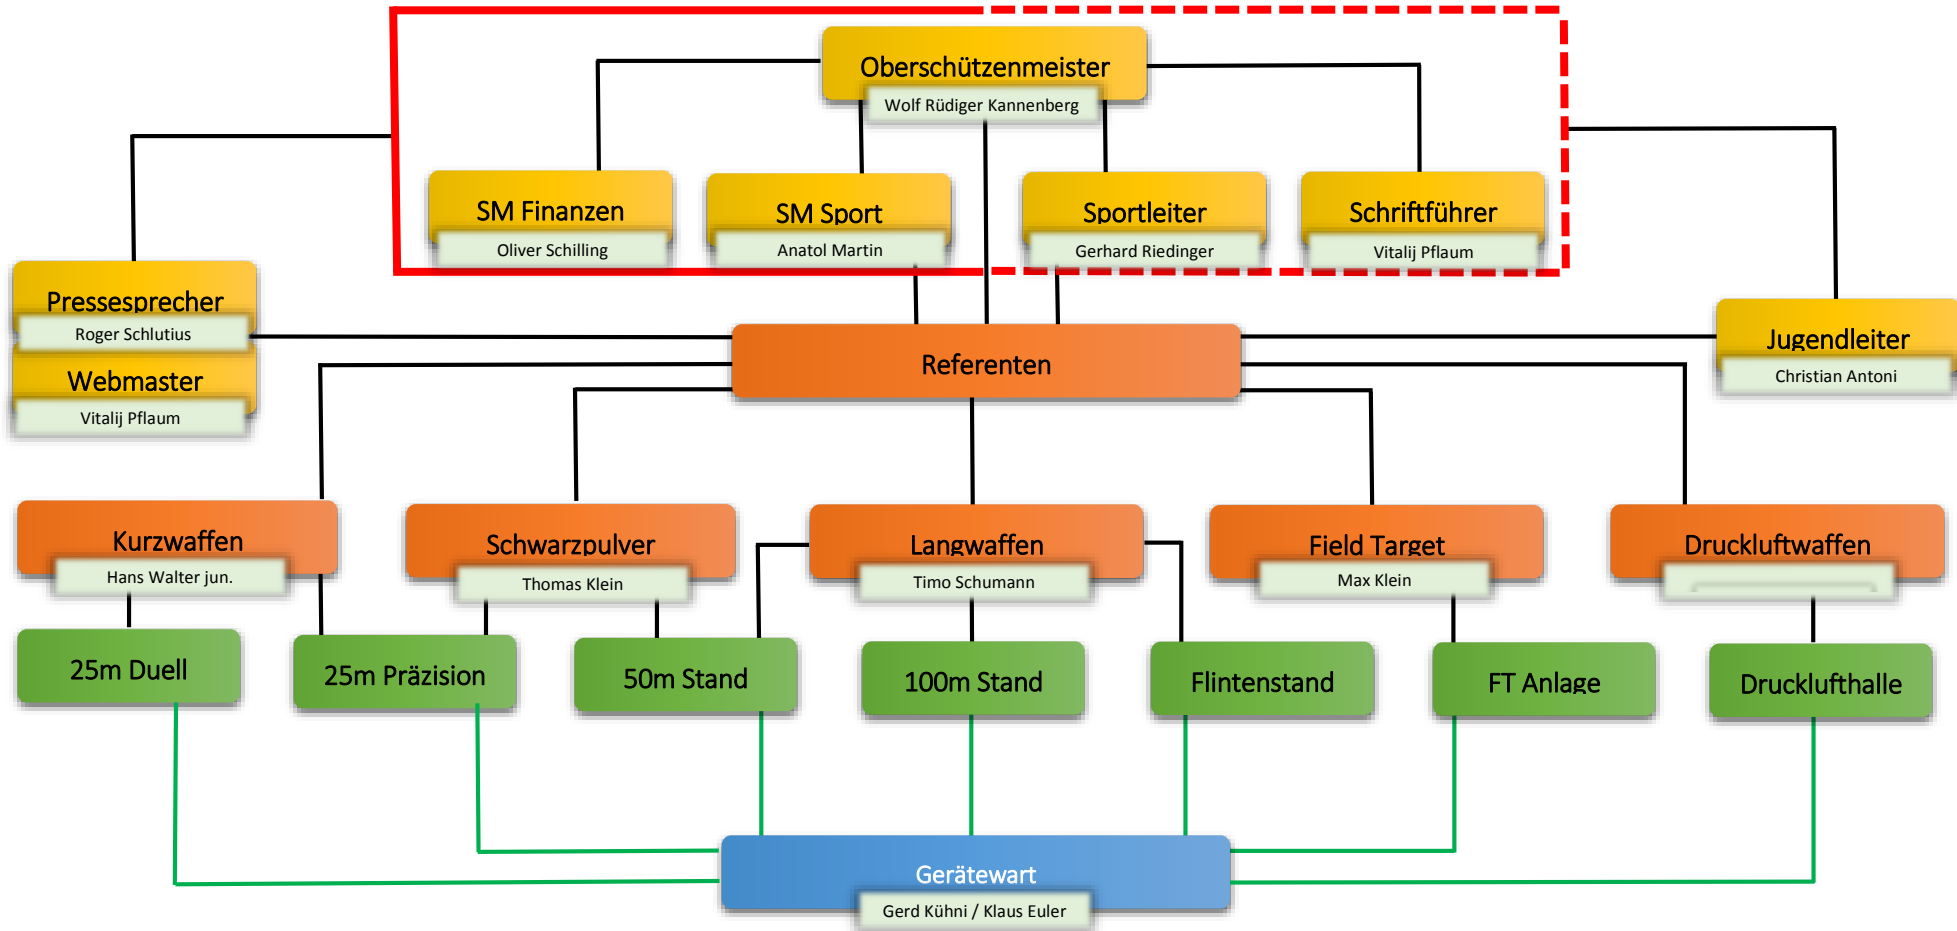 Oberschützenmeister
Wolf Rüdiger Kannenberg
SM Finanzen
Oliver Schilling
SM Sport
Anatol Martin
Sportleiter
Gerhard Riedinger
Schriftführer
Vitalij Pflaum
Pressesprecher
Roger Schlutius
Webmaster
Vitalij Pflaum
Referenten
Jugendleiter
Christian Antoni
Kurzwaffen
Hans Walter jun.
Schwarzpulver
Thomas Klein
Langwaffen
Timo Schumann
Field Target
Max Klein
Druckluftwaffen
25m Duell
25m Präzision
50m Stand
100m Stand
Flintenstand
FT Anlage
Drucklufthalle
Gerätewart
Gerd Kühni / Klaus Euler